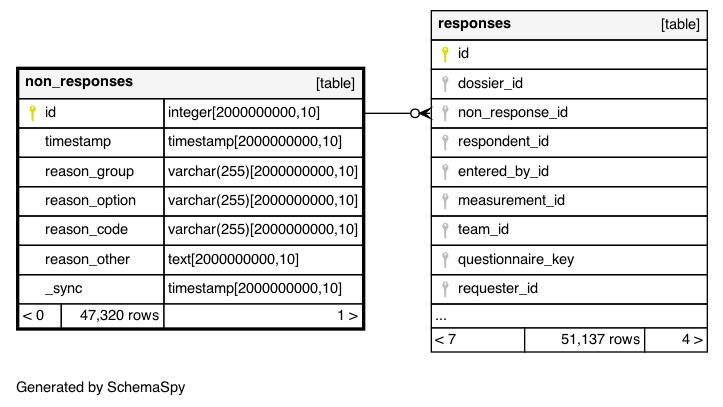 non_responses [table]
id integer[2000000000,10]
timestamp timestamp[2000000000,10]
reason_group varchar(255)[2000000000,10]
reason_option varchar(255)[2000000000,10]
reason_code varchar(255)[2000000000,10]
reason_other text[2000000000,10]
_sync timestamp[2000000000,10]
< 0 47,320 rows 1 >
responses [table]
id
dossier_id
non_response_id
respondent_id
entered_by_id
measurement_id
team_id
questionnaire_key
requester_id
...
< 7 51,137 rows 4 >
Generated by SchemaSpy